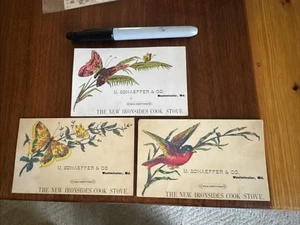 U. SCHAEFFER & CO.
Westminster, Md.
THE NEW IRONSIDES COOK STOVE.
U. SCHAEFFER & CO.
Westminster, Md.
THE NEW IRONSIDES COOK STOVE.
U. SCHAEFFER & CO.
Westminster, Md.
THE NEW IRONSIDES COOK STOVE.